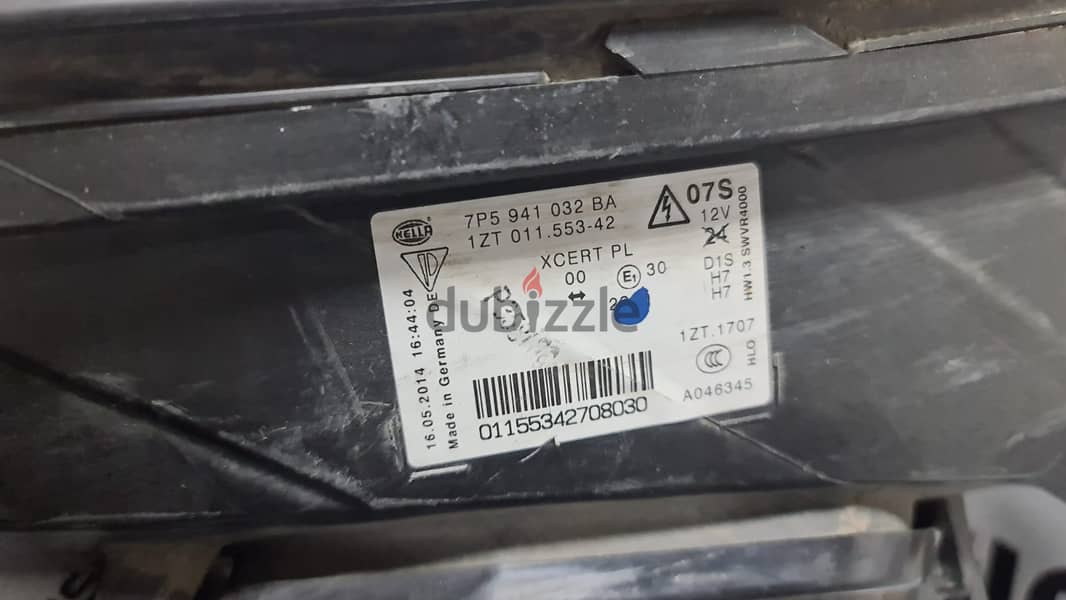 HELLA
7P5 941 032 BA
1ZT 011.553-42
XCERT PL
00
E1 30
07S
12V
24
D1S
H7
H7
HW1.3 SWVR4000
1ZT.1707
CCC
HLO
A046345
16.05.2014 16:44:04
Made in Germany DE
01155342708030
dubizzle